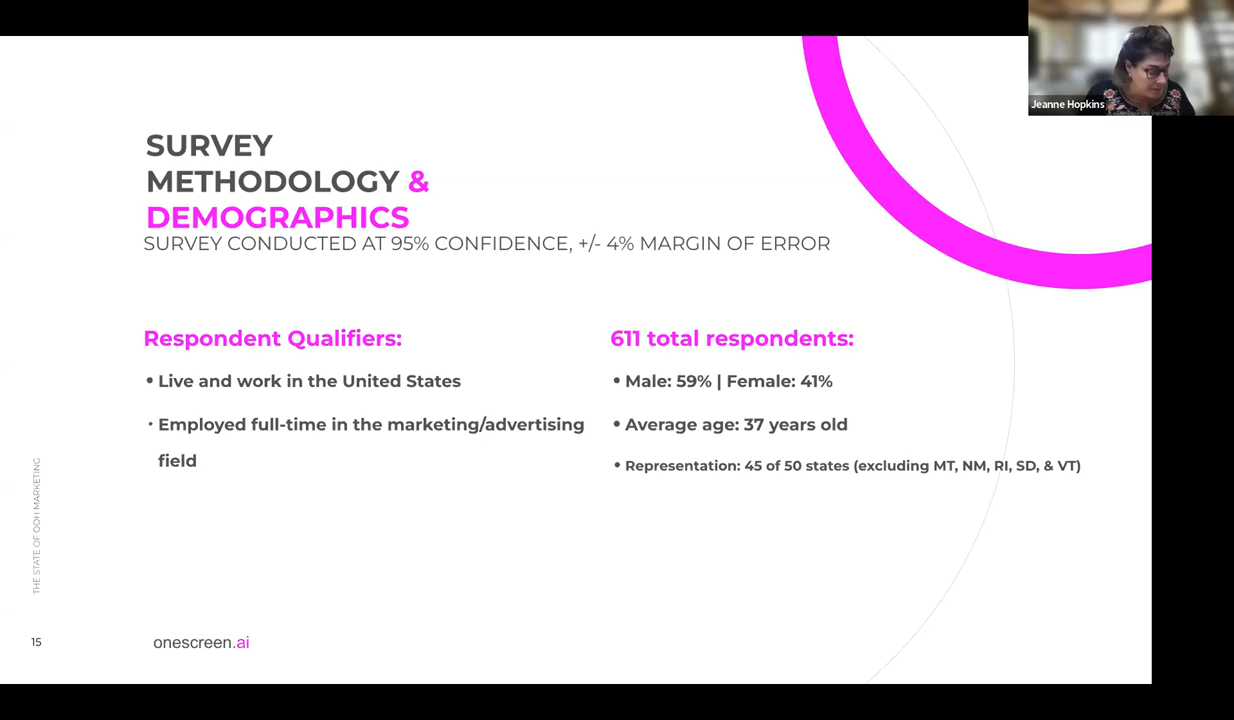 Jeanne Hopkins
SURVEY
METHODOLOGY &
DEMOGRAPHICS
SURVEY CONDUCTED AT 95% CONFIDENCE, +/- 4% MARGIN OF ERROR
Respondent Qualifiers:
• Live and work in the United States
• Employed full-time in the marketing/advertising
field
611 total respondents:
• Male: 59% | Female: 41%
• Average age: 37 years old
• Representation: 45 of 50 states (excluding MT, NM, RI, SD, & VT)
THE STATE OF OOH MARKETING
15
onescreen.ai